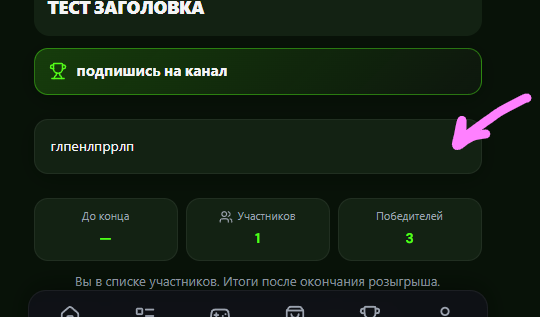 ТЕСТ ЗАГОЛОВКА
подпишись на канал
глпенлпррлп
До конца
Участников
Победителей
—
1
3
Вы в списке участников. Итоги после окончания розыгрыша.